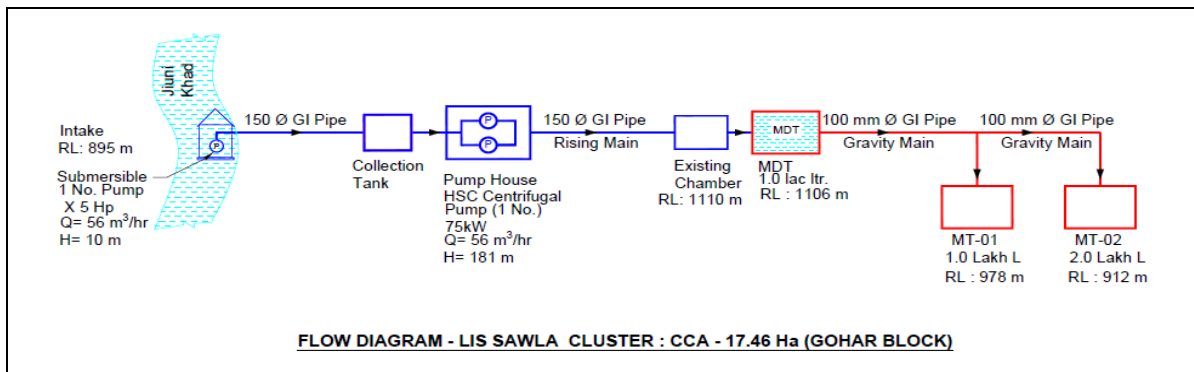 Jiuni
Khad
Intake
RL: 895 m
P
Submersible
1 No. Pump
X 5 Hp
Q= 56 m³/hr
H= 10 m
150 Ø GI Pipe
Collection
Tank
P
P
Pump House
HSC Centrifugal
Pump (1 No.)
75kW
Q= 56 m³/hr
H= 181 m
150 Ø GI Pipe
Rising Main
Existing
Chamber
RL: 1110 m
MDT
MDT
1.0 lac ltr.
RL : 1106 m
100 mm Ø GI Pipe
Gravity Main
100 mm Ø GI Pipe
Gravity Main
MT-01
1.0 Lakh L
RL : 978 m
MT-02
2.0 Lakh L
RL : 912 m
FLOW DIAGRAM - LIS SAWLA CLUSTER : CCA - 17.46 Ha (GOHAR BLOCK)